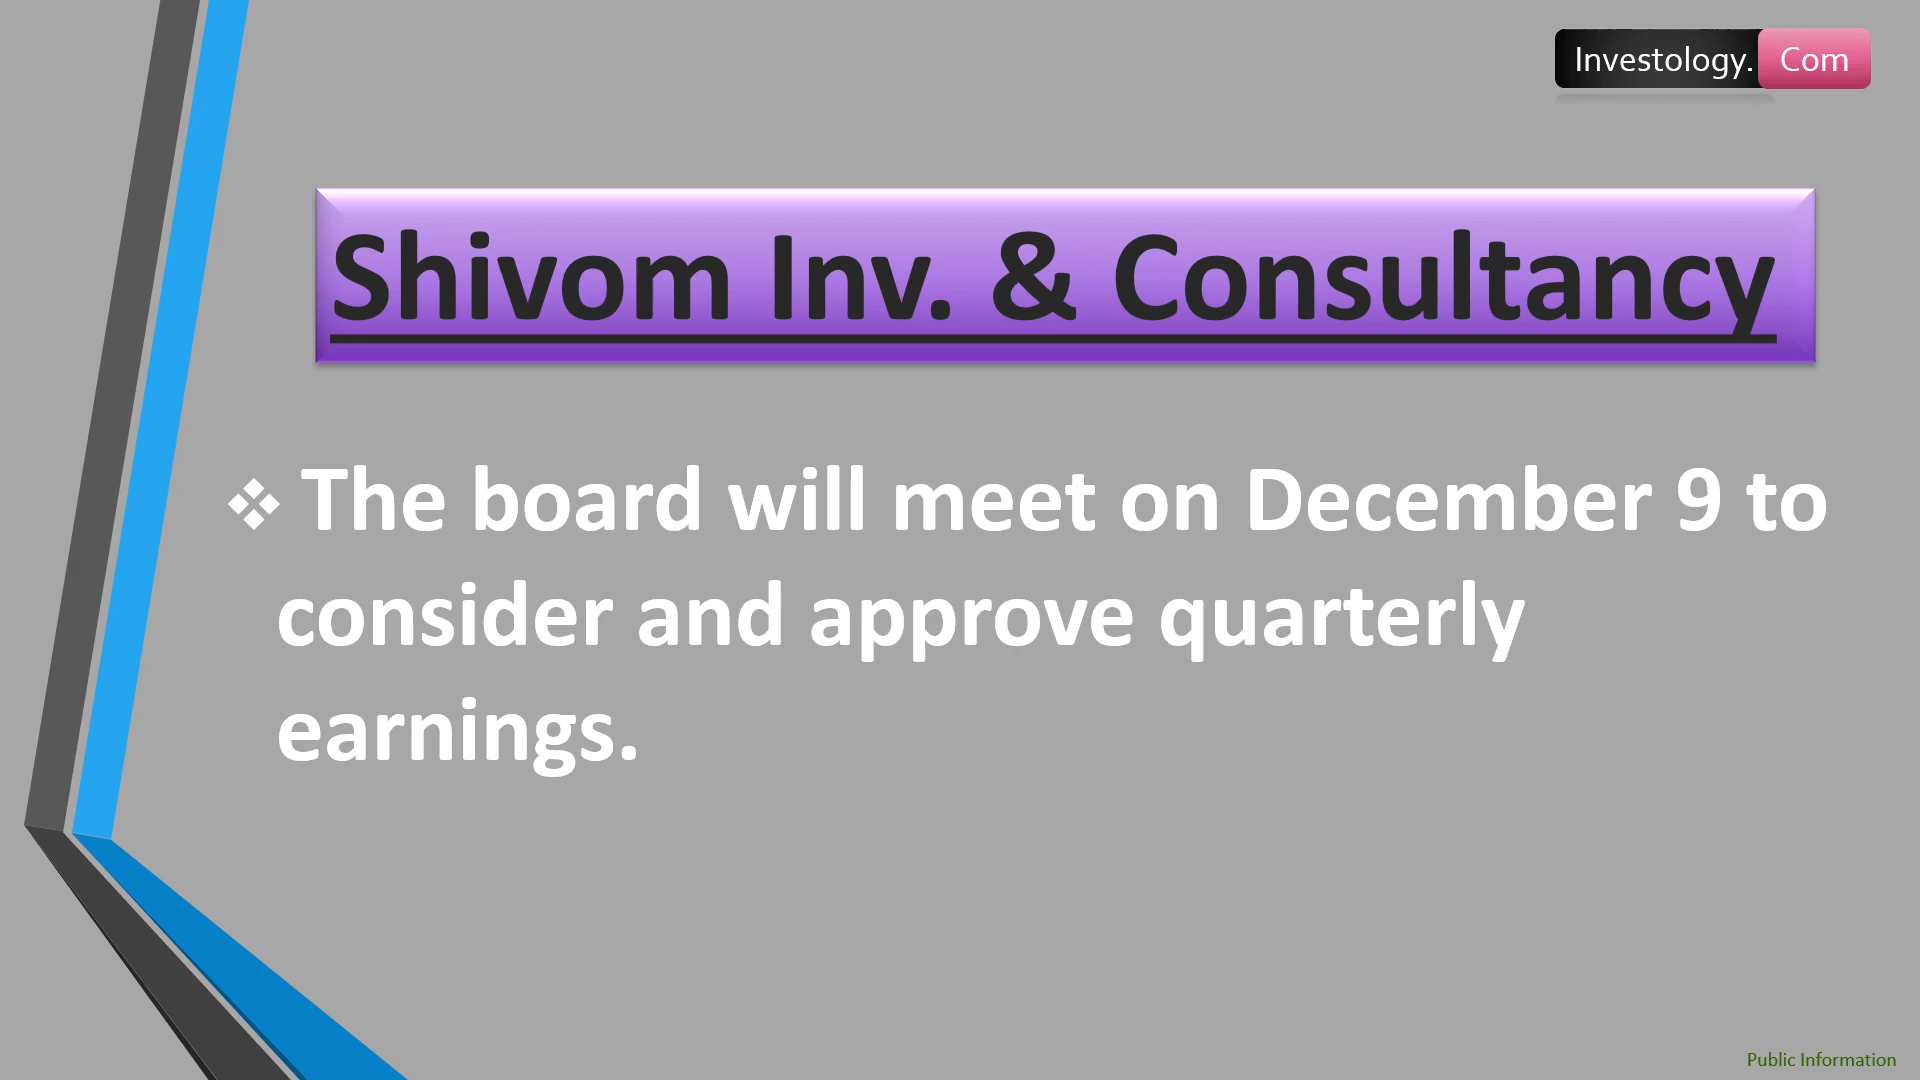 Investology. Com
Shivom Inv. & Consultancy
❖ The board will meet on December 9 to
consider and approve quarterly
earnings.
Public Information